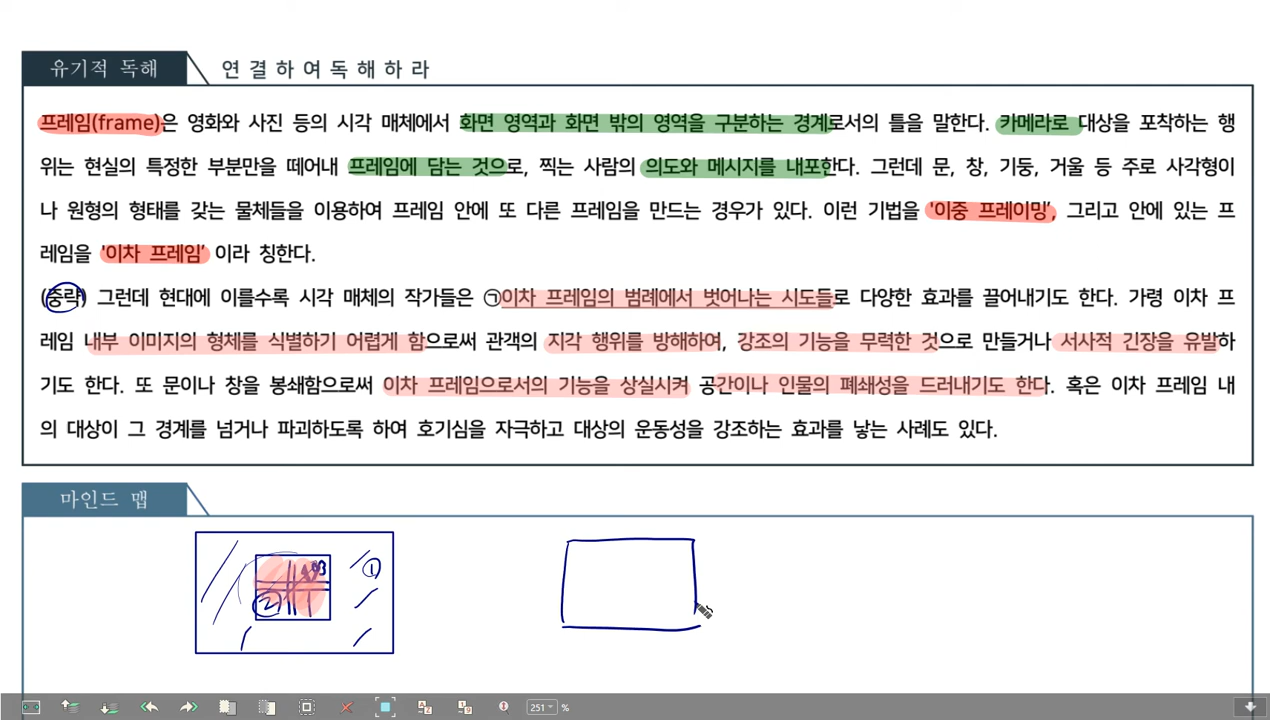 유기적 독해
연결하여독해하라
프레임(frame)은 영화와 사진 등의 시각 매체에서 화면 영역과 화면 밖의 영역을 구분하는 경계로서의 틀을 말한다. 카메라로 대상을 포착하는 행
위는 현실의 특정한 부분만을 떼어내 프레임에 담는 것으로, 찍는 사람의 의도와 메시지를 내포한다. 그런데 문, 창, 기둥, 거울 등 주로 사각형이
나 원형의 형태를 갖는 물체들을 이용하여 프레임 안에 또 다른 프레임을 만드는 경우가 있다. 이런 기법을 '이중 프레이밍', 그리고 안에 있는 프
레임을 '이차 프레임' 이라 칭한다.
(중략) 그런데 현대에 이를수록 시각 매체의 작가들은 ㉠이차 프레임의 범례에서 벗어나는 시도들로 다양한 효과를 끌어내기도 한다. 가령 이차 프
레임 내부 이미지의 형체를 식별하기 어렵게 함으로써 관객의 지각 행위를 방해하여, 강조의 기능을 무력한 것으로 만들거나 서사적 긴장을 유발하
기도 한다. 또 문이나 창을 봉쇄함으로써 이차 프레임으로서의 기능을 상실시켜 공간이나 인물의 폐쇄성을 드러내기도 한다. 혹은 이차 프레임 내
의 대상이 그 경계를 넘거나 파괴하도록 하여 호기심을 자극하고 대상의 운동성을 강조하는 효과를 낳는 사례도 있다.
마인드 맵
①
②
251 %